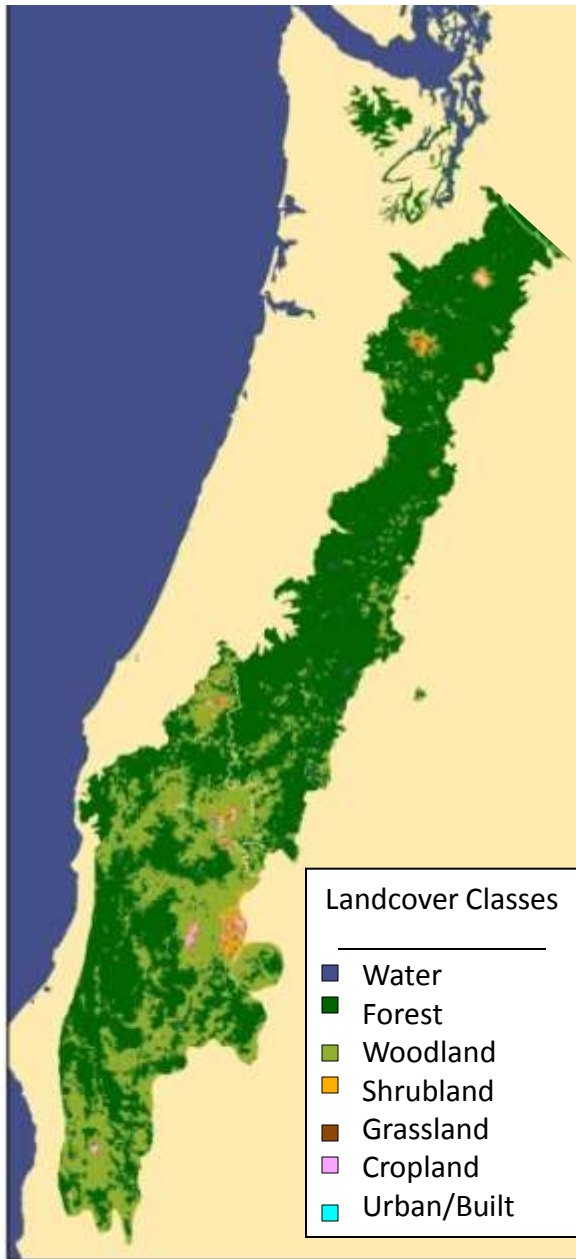 Landcover Classes
Water
Forest
Woodland
Shrubland
Grassland
Cropland
Urban/Built